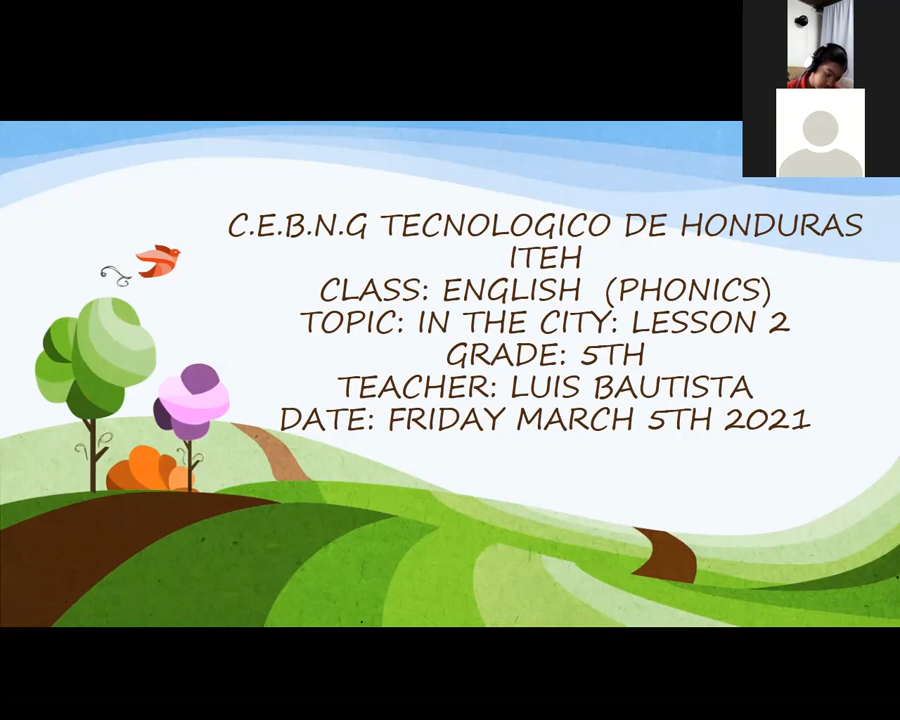 C.E.B.N.G TECNOLOGICO DE HONDURAS
ITEH
CLASS: ENGLISH (PHONICS)
TOPIC: IN THE CITY: LESSON 2
GRADE: 5TH
TEACHER: LUIS BAUTISTA
DATE: FRIDAY MARCH 5TH 2021